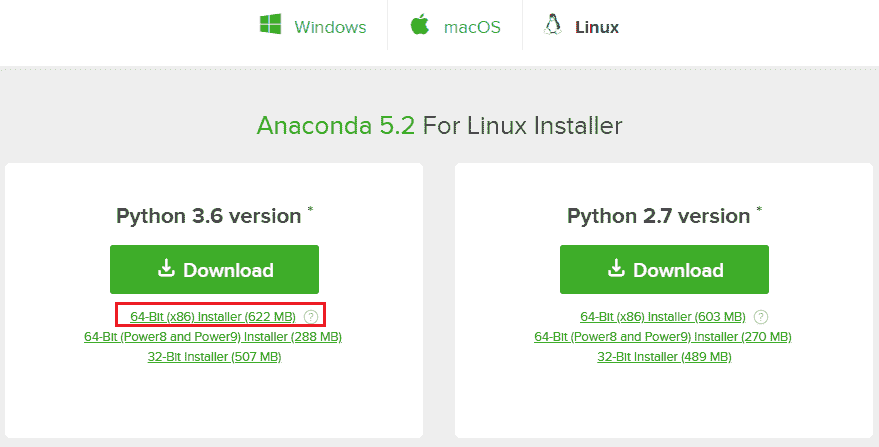 Windows
macOS
Linux
Anaconda 5.2 For Linux Installer
Python 3.6 version *
Download
64-Bit (x86) Installer (622 MB) ?
64-Bit (Power8 and Power9) Installer (288 MB)
32-Bit Installer (507 MB)
Python 2.7 version *
Download
64-Bit (x86) Installer (603 MB) ?
64-Bit (Power8 and Power9) Installer (270 MB)
32-Bit Installer (489 MB)